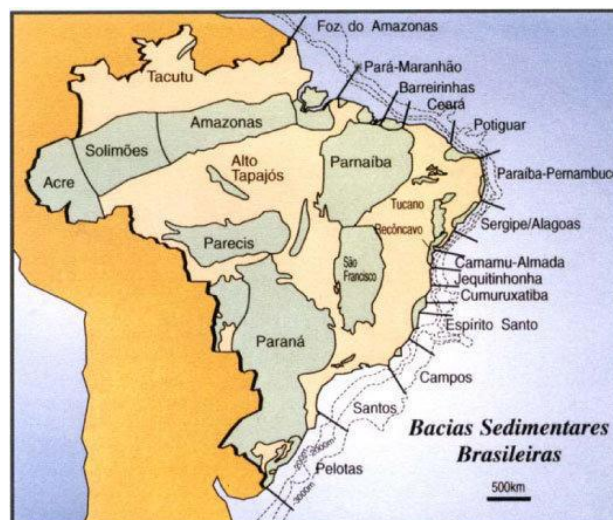 Foz do Amazonas
Tacutu
Pará-Maranhão
Barreirinhas
Ceará
Amazonas
Potiguar
Solimões
Alto
Tapajós
Parnaíba
Acre
Paraíba-Pernambuco
Tucano
Sergipe/Alagoas
Recôncavo
Parecis
São
Francisco
Camamu-Almada
Jequitinhonha
Cumuruxatiba
Espírito Santo
Paraná
Campos
Santos
Bacias Sedimentares
Brasileiras
Pelotas
500km
3000m